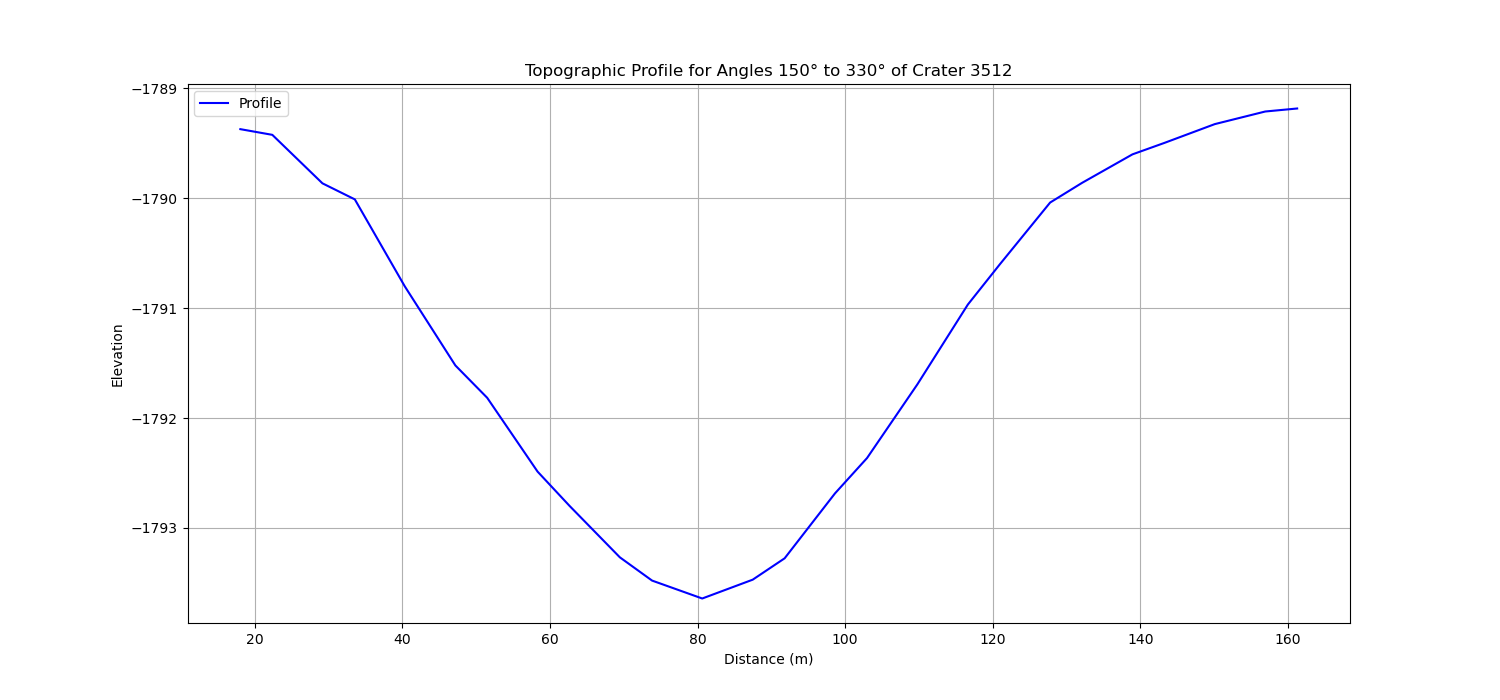 Topographic Profile for Angles 150° to 330° of Crater 3512
Profile
−1789
−1790
−1791
−1792
−1793
Elevation
20 40 60 80 100 120 140 160
Distance (m)